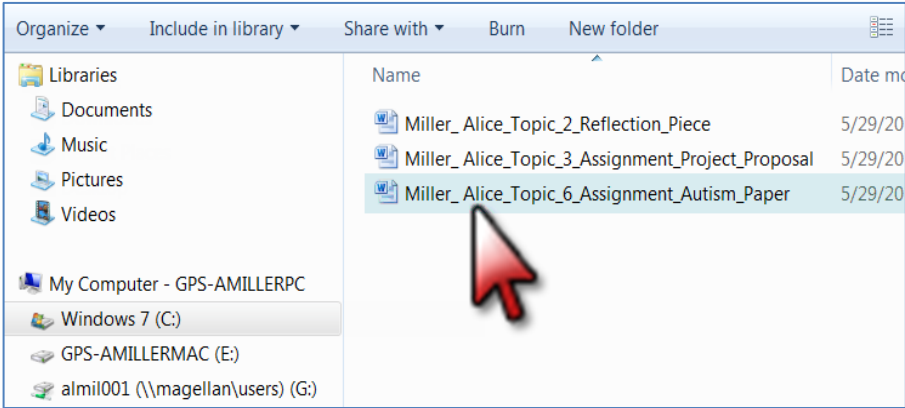 Organize Include in library Share with Burn New folder
Libraries
Documents
Music
Pictures
Videos
My Computer - GPS-AMILLERPC
Windows 7 (C:)
GPS-AMILLERMAC (E:)
almil001 (\\magellan\users) (G:)
Name Date mo
Miller_ Alice_Topic_2_Reflection_Piece 5/29/20
Miller_ Alice_Topic_3_Assignment_Project_Proposal 5/29/20
Miller_ Alice_Topic_6_Assignment_Autism_Paper 5/29/20